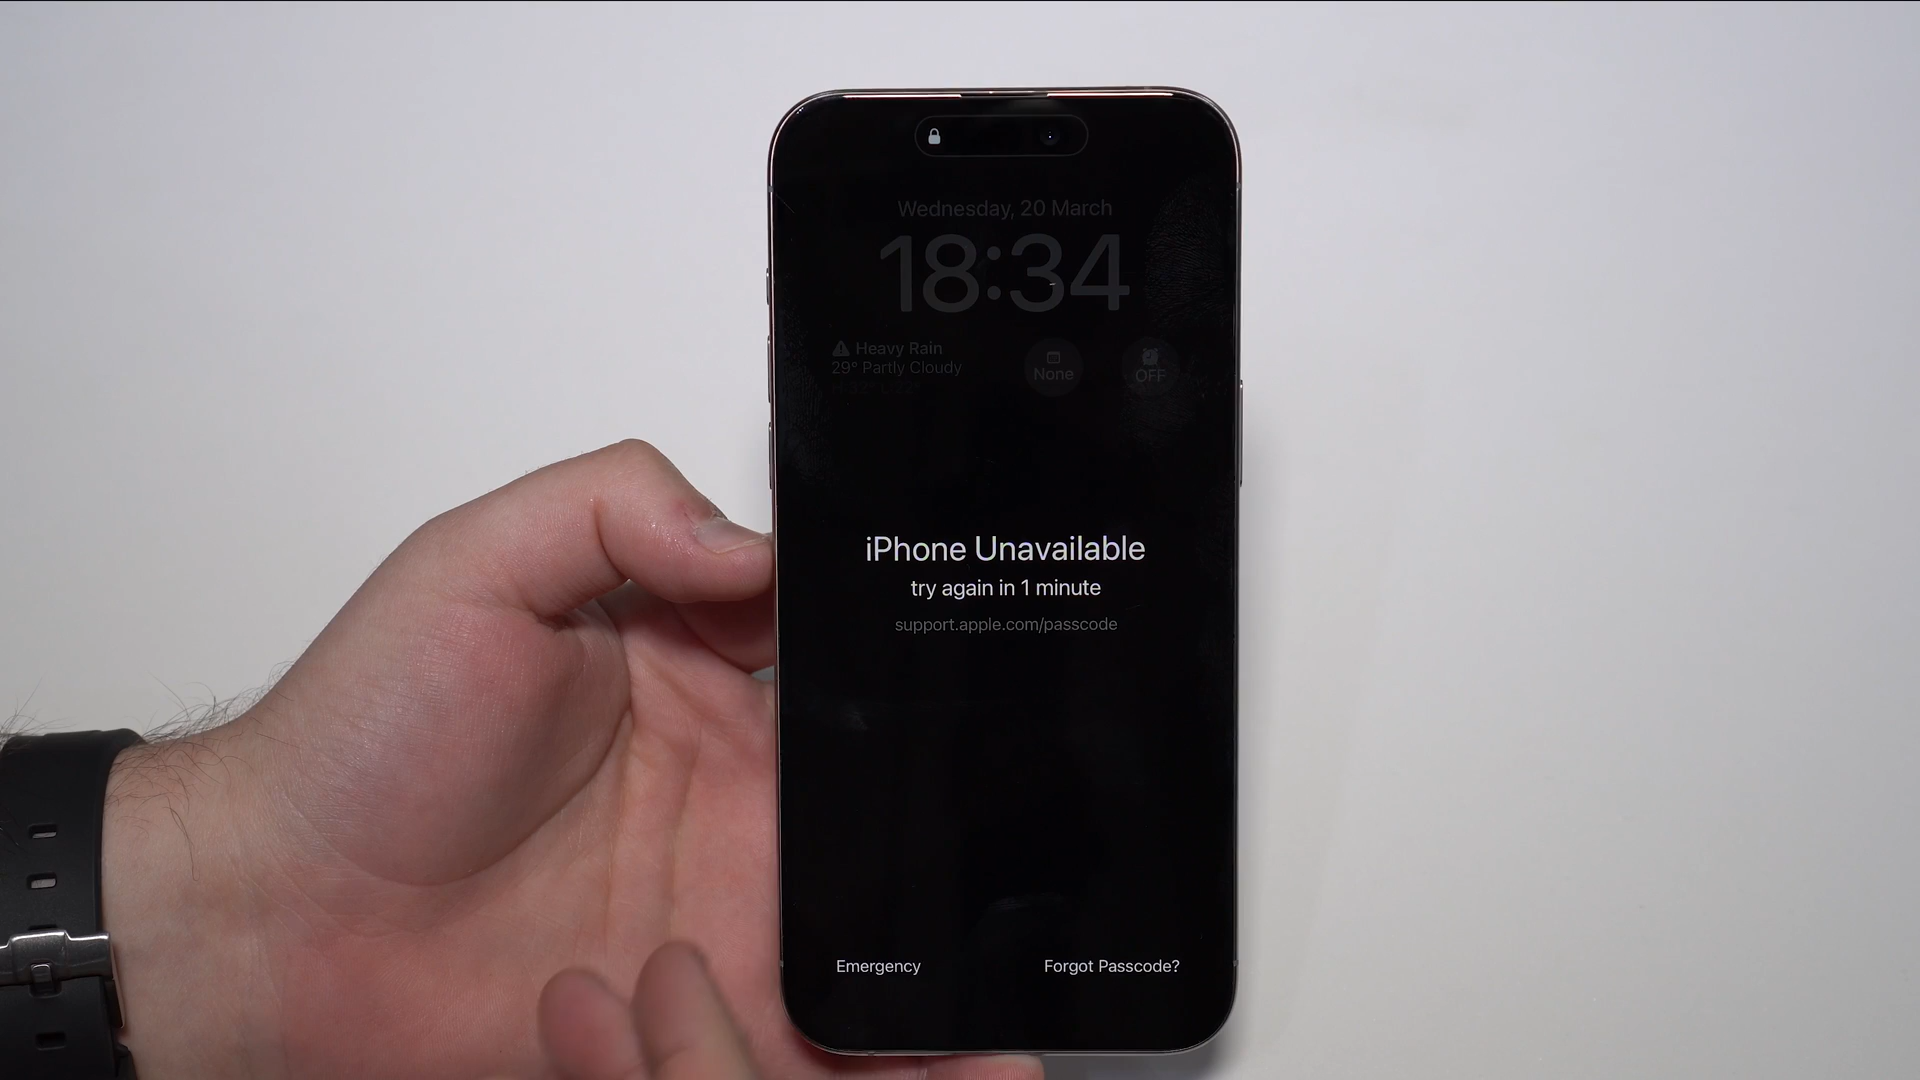 Wednesday, 20 March
18:34
Heavy Rain
29° Partly Cloudy
None
OFF
iPhone Unavailable
try again in 1 minute
support.apple.com/passcode
Emergency
Forgot Passcode?